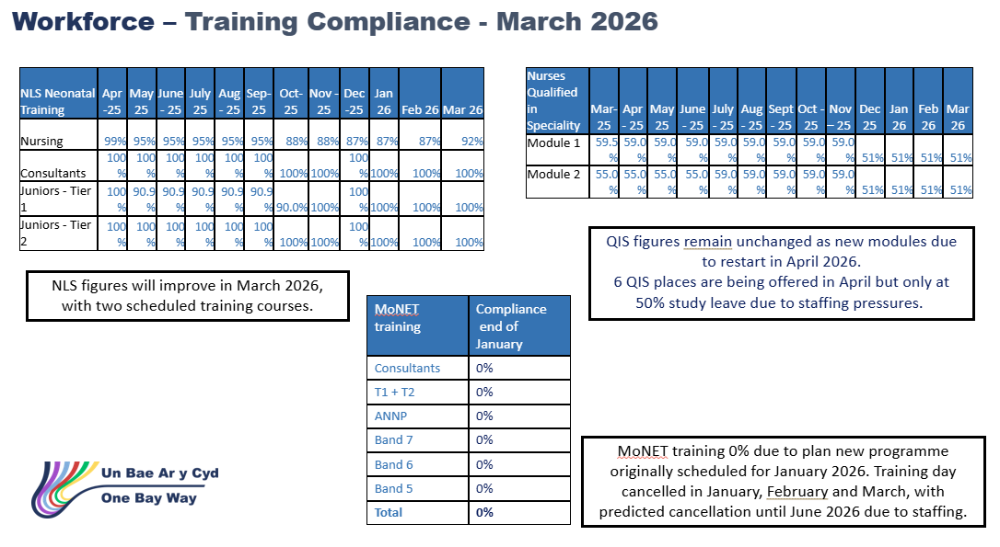 Workforce – Training Compliance - March 2026
NLS Neonatal Training | Apr -25 | May 25 | June - 25 | July 25 | Aug - 25 | Sep- 25 | Oct- 25 | Nov - 25 | Dec -25 | Jan 26 | Feb 26 | Mar 26
Nursing | 99% | 95% | 95% | 95% | 95% | 95% | 88% | 88% | 87% | 87% | 87% | 92%
Consultants | 100 % | 100 % | 100 % | 100 % | 100 % | 100 % | 100% | 100% | 100 % | 100% | 100% | 100%
Juniors - Tier 1 | 100 % | 90.9 % | 90.9 % | 90.9 % | 90.9 % | 90.9 % | 90.0% | 100% | 100 % | 100% | 100% | 100%
Juniors - Tier 2 | 100 % | 100 % | 100 % | 100 % | 100 % | 100 % | 100% | 100% | 100 % | 100% | 100% | 100%
NLS figures will improve in March 2026,
with two scheduled training courses.
Nurses Qualified in Speciality | Mar- 25 | Apr - 25 | May 25 | June - 25 | July - 25 | Aug - 25 | Sept - 25 | Oct - 25 | Nov – 25 | Dec 25 | Jan 26 | Feb 26 | Mar 26
Module 1 | 59.5 % | 59.0 % | 59.0 % | 59.0 % | 59.0 % | 59.0 % | 59.0 % | 59.0 % | 59.0 % | 51% | 51% | 51% | 51%
Module 2 | 55.0 % | 55.0 % | 55.0 % | 55.0 % | 59.0 % | 59.0 % | 59.0 % | 59.0 % | 59.0 % | 51% | 51% | 51% | 51%
QIS figures remain unchanged as new modules due
to restart in April 2026.
6 QIS places are being offered in April but only at
50% study leave due to staffing pressures.
MoNET training | Compliance end of January
Consultants | 0%
T1 + T2 | 0%
ANNP | 0%
Band 7 | 0%
Band 6 | 0%
Band 5 | 0%
Total | 0%
MoNET training 0% due to plan new programme
originally scheduled for January 2026. Training day
cancelled in January, February and March, with
predicted cancellation until June 2026 due to staffing.
Un Bae Ar y Cyd
One Bay Way